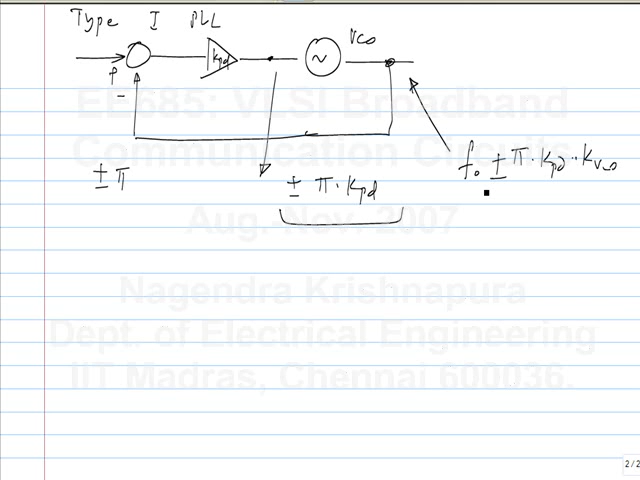 Type I PLL
VCO
Kpd
P
−
± π
± π · Kpd
f₀ ± π · Kpd · Kvco
EE685: VLSI Broadband
Communication Circuits
Aug.-Nov. 2007
Nagendra Krishnapura
Dept. of Electrical Engineering
IIT Madras, Chennai 600036.
2/2